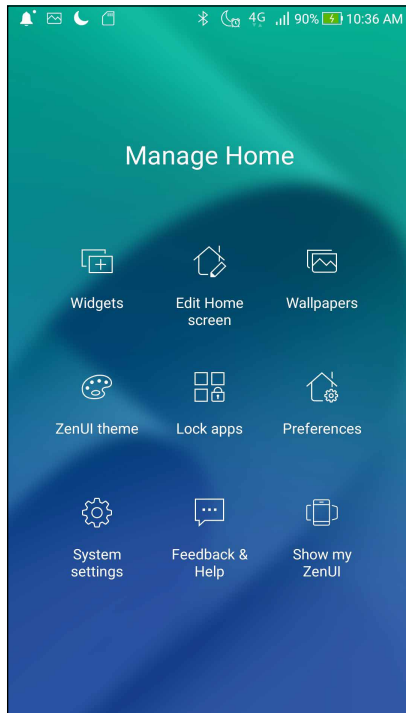 4G 90% 10:36 AM
Manage Home
Widgets
Edit Home
screen
Wallpapers
ZenUI theme
Lock apps
Preferences
System
settings
Feedback &
Help
Show my
ZenUI